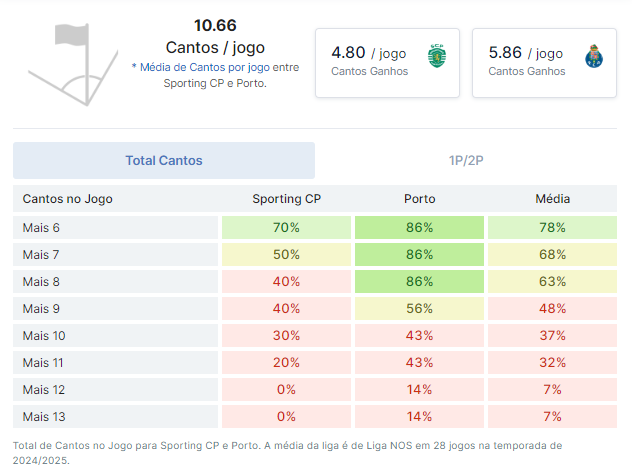 10.66
Cantos / jogo
* Média de Cantos por jogo entre
Sporting CP e Porto.
4.80 / jogo
Cantos Ganhos
SCP
5.86 / jogo
Cantos Ganhos
Total Cantos 1P/2P
Cantos no Jogo Sporting CP Porto Média
Mais 6 70% 86% 78%
Mais 7 50% 86% 68%
Mais 8 40% 86% 63%
Mais 9 40% 56% 48%
Mais 10 30% 43% 37%
Mais 11 20% 43% 32%
Mais 12 0% 14% 7%
Mais 13 0% 14% 7%
Total de Cantos no Jogo para Sporting CP e Porto. A média da liga é de Liga NOS em 28 jogos na temporada de
2024/2025.